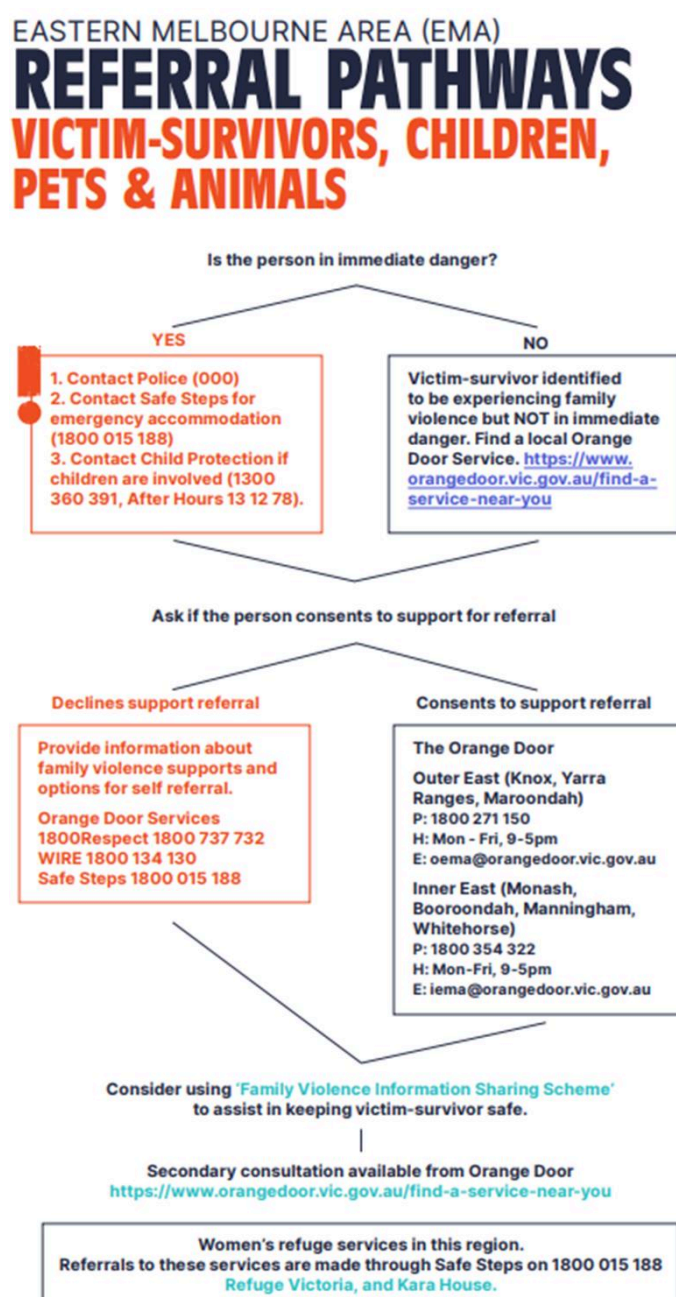 EASTERN MELBOURNE AREA (EMA)
REFERRAL PATHWAYS
VICTIM-SURVIVORS, CHILDREN,
PETS & ANIMALS
Is the person in immediate danger?
YES
1. Contact Police (000)
2. Contact Safe Steps for
emergency accommodation
(1800 015 188)
3. Contact Child Protection if
children are involved (1300
360 391, After Hours 13 12 78).
NO
Victim-survivor identified
to be experiencing family
violence but NOT in immediate
danger. Find a local Orange
Door Service. https://www.
orangedoor.vic.gov.au/find-a-
service-near-you
Ask if the person consents to support for referral
Declines support referral
Provide information about
family violence supports and
options for self referral.
Orange Door Services
1800Respect 1800 737 732
WIRE 1800 134 130
Safe Steps 1800 015 188
Consents to support referral
The Orange Door
Outer East (Knox, Yarra
Ranges, Maroondah)
P: 1800 271 150
H: Mon - Fri, 9-5pm
E: oema@orangedoor.vic.gov.au
Inner East (Monash,
Booroondah, Manningham,
Whitehorse)
P: 1800 354 322
H: Mon-Fri, 9-5pm
E: iema@orangedoor.vic.gov.au
Consider using 'Family Violence Information Sharing Scheme'
to assist in keeping victim-survivor safe.
Secondary consultation available from Orange Door
https://www.orangedoor.vic.gov.au/find-a-service-near-you
Women's refuge services in this region.
Referrals to these services are made through Safe Steps on 1800 015 188
Refuge Victoria, and Kara House.